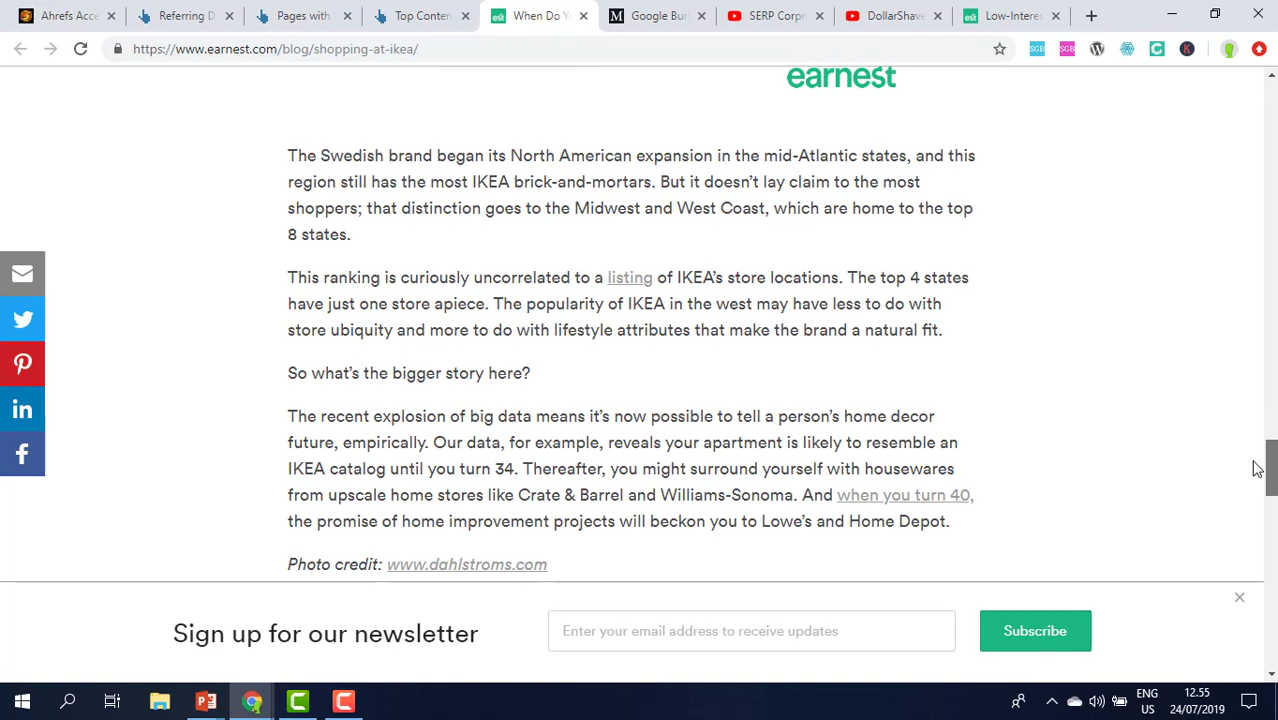 Ahrefs Acce
Referring D
Pages with
Top Conten
When Do Y
Google Bur
SERP Corpr
DollarShave
Low-Interes
https://www.earnest.com/blog/shopping-at-ikea/
SGB
SGB
earnest
The Swedish brand began its North American expansion in the mid-Atlantic states, and this
region still has the most IKEA brick-and-mortars. But it doesn’t lay claim to the most
shoppers; that distinction goes to the Midwest and West Coast, which are home to the top
8 states.
This ranking is curiously uncorrelated to a listing of IKEA’s store locations. The top 4 states
have just one store apiece. The popularity of IKEA in the west may have less to do with
store ubiquity and more to do with lifestyle attributes that make the brand a natural fit.
So what’s the bigger story here?
The recent explosion of big data means it’s now possible to tell a person’s home decor
future, empirically. Our data, for example, reveals your apartment is likely to resemble an
IKEA catalog until you turn 34. Thereafter, you might surround yourself with housewares
from upscale home stores like Crate & Barrel and Williams-Sonoma. And when you turn 40,
the promise of home improvement projects will beckon you to Lowe’s and Home Depot.
Photo credit: www.dahlstroms.com
Sign up for our newsletter
Enter your email address to receive updates
Subscribe
ENG
US
12.55
24/07/2019